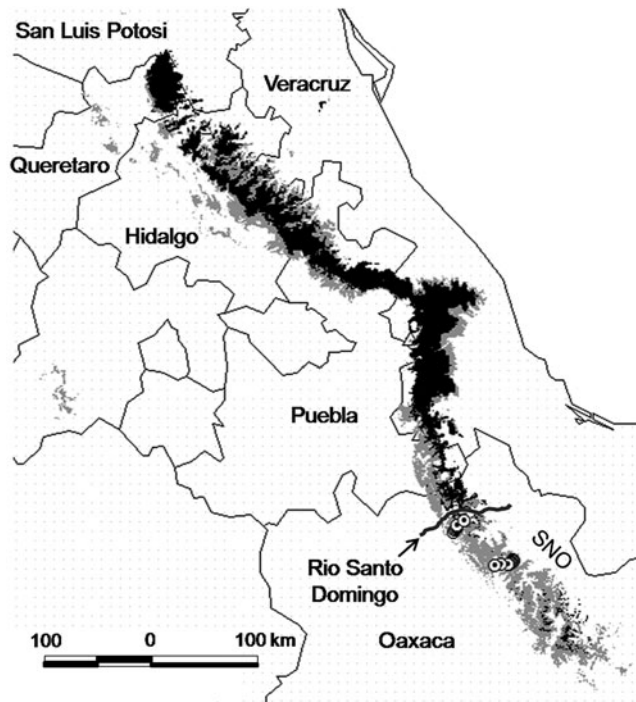 San Luis Potosi
Veracruz
Queretaro
Hidalgo
Puebla
SNO
Rio Santo
Domingo
Oaxaca
100 0 100 km